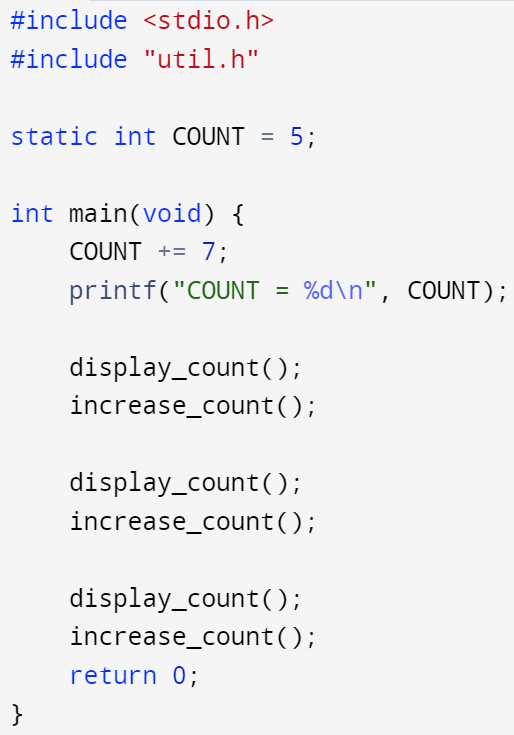 #include <stdio.h>
#include "util.h"

static int COUNT = 5;

int main(void) {
    COUNT += 7;
    printf("COUNT = %d\n", COUNT);

    display_count();
    increase_count();

    display_count();
    increase_count();

    display_count();
    increase_count();
    return 0;
}